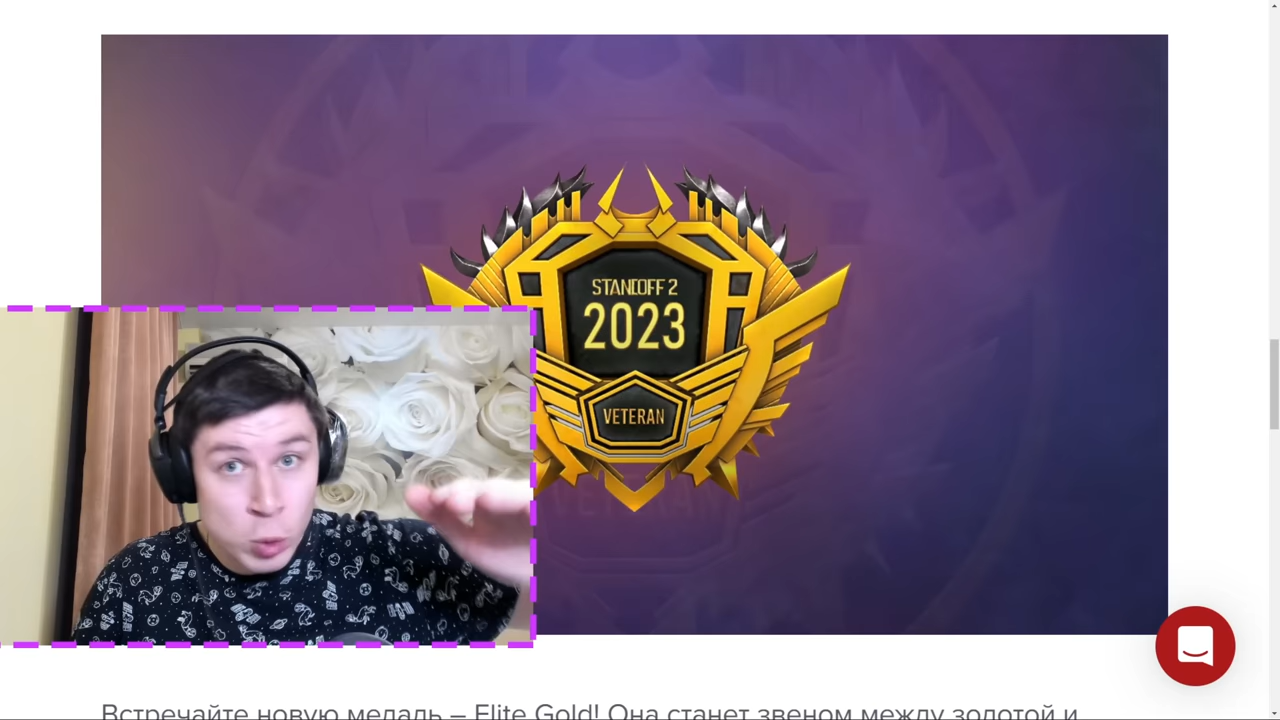 STANDOFF 2
2023
VETERAN
Встречайте новую медаль – Elite Gold! Она станет звеном между золотой и